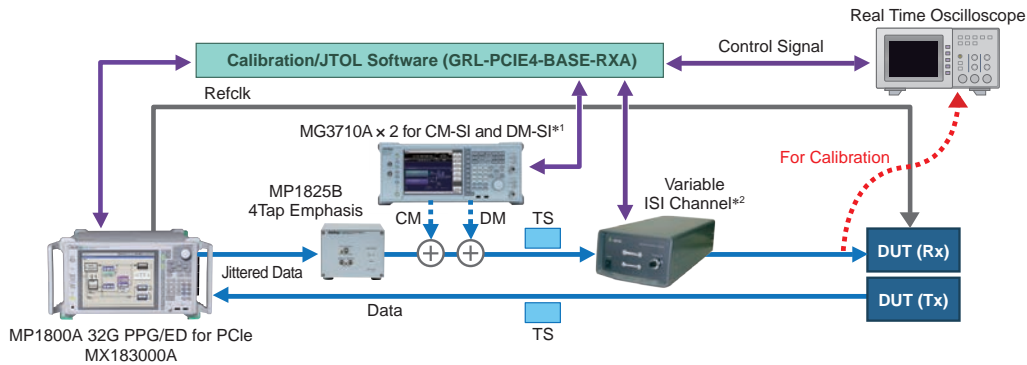 Real Time Oscilloscope
Calibration/JTOL Software (GRL-PCIE4-BASE-RXA)
Control Signal
Refclk
MG3710A × 2 for CM-SI and DM-SI*1
For Calibration
MP1825B
4Tap Emphasis
Variable
ISI Channel*2
CM
DM
TS
Jittered Data
DUT (Rx)
DUT (Tx)
Data
TS
MP1800A 32G PPG/ED for PCIe
MX183000A